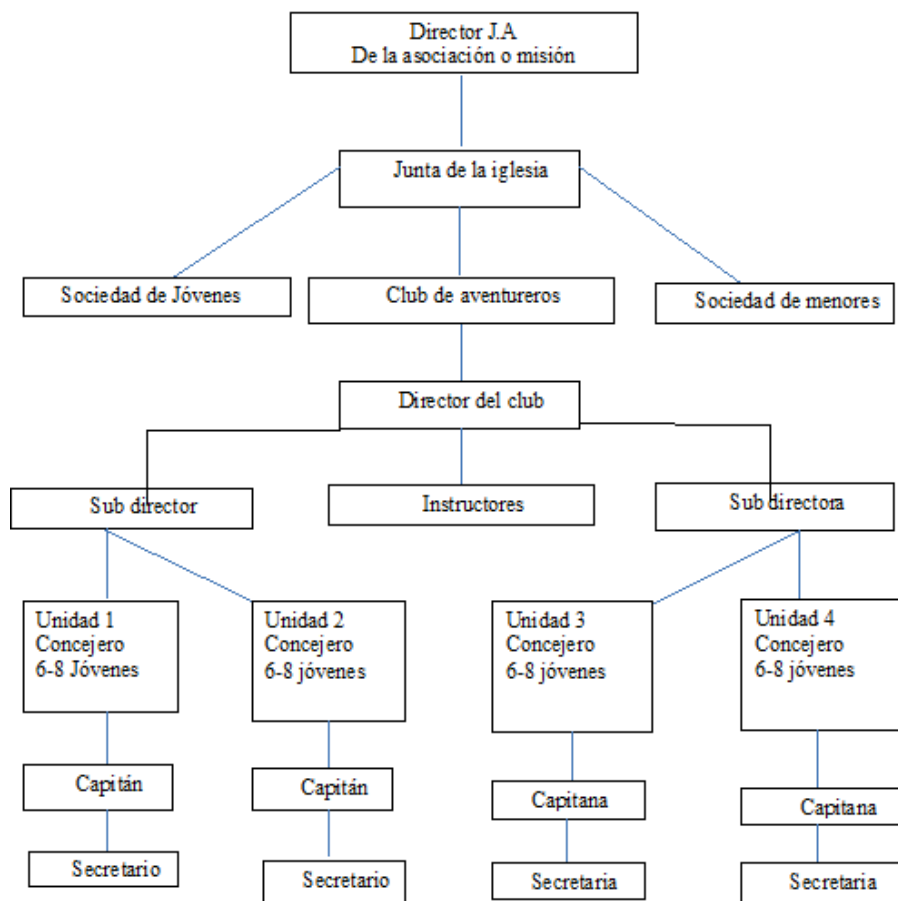 Director J.A
De la asociación o misión
Junta de la iglesia
Sociedad de Jóvenes
Club de aventureros
Sociedad de menores
Director del club
Sub director
Instructores
Sub directora
Unidad 1
Concejero
6-8 Jóvenes
Unidad 2
Concejero
6-8 jóvenes
Unidad 3
Concejero
6-8 jóvenes
Unidad 4
Concejero
6-8 jóvenes
Capitán
Capitán
Capitana
Capitana
Secretario
Secretario
Secretaria
Secretaria